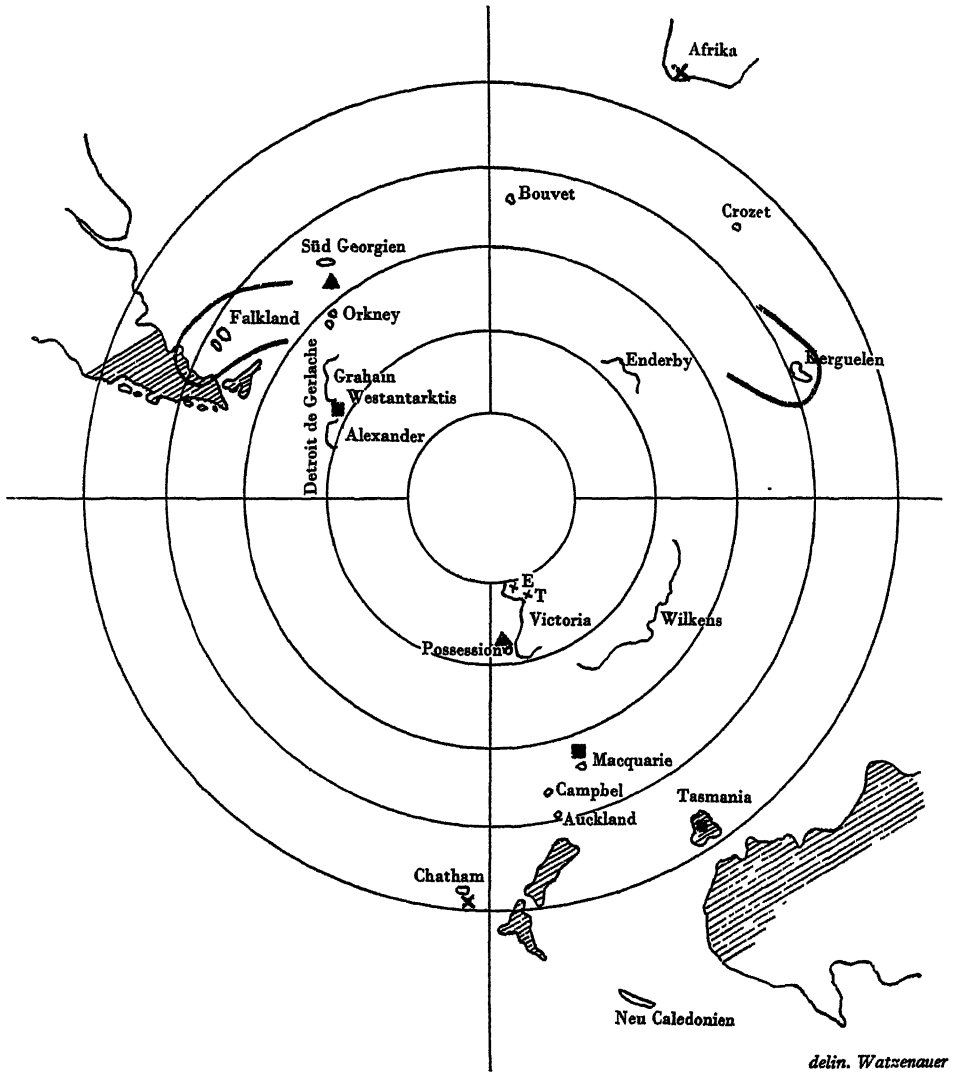 Afrika
Bouvet
Crozet
Süd Georgien
Falkland
Orkney
Enderby
Kerguelen
Detroit de Gerlache
Grahain
Westantarktis
Alexander
E
T
Victoria
Wilkens
Possession
Macquarie
Campbel
Tasmania
Auckland
Chatham
Neu Caledonien
delin. Watzenauer